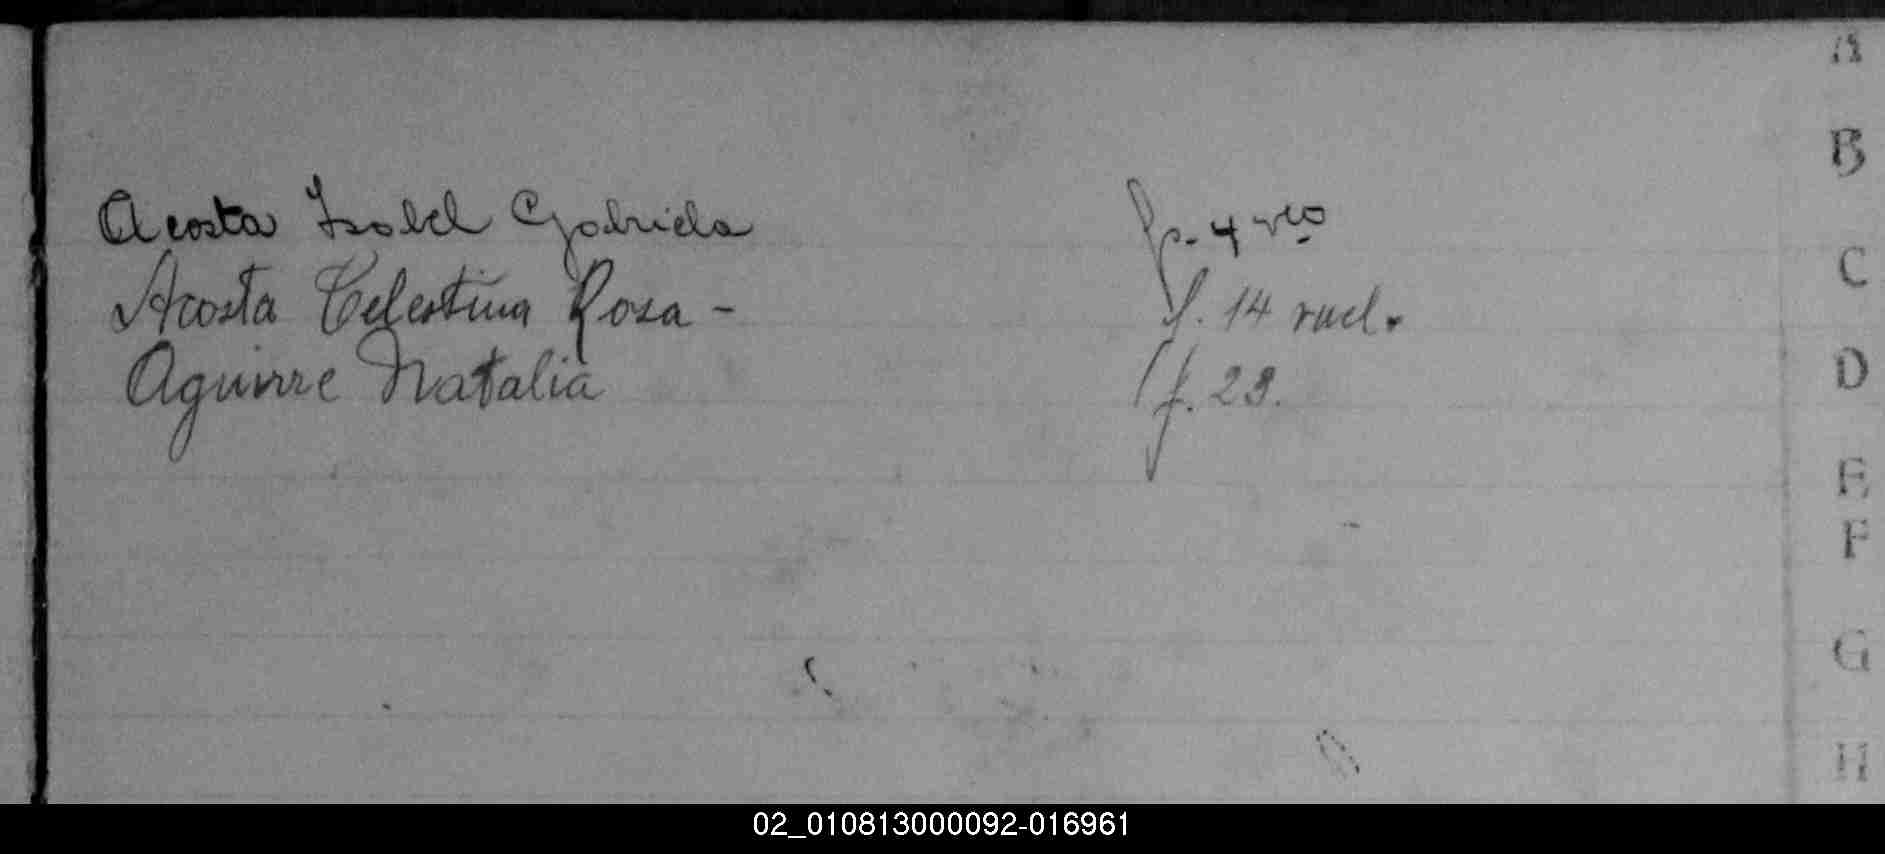 A
B
Acosta Isabel Gabriela f. 4 vto
C
Acosta Celestina Rosa - f. 14 vuel.
D
Aguirre Natalia f. 23.
E
F
G
H
02_010813000092-016961